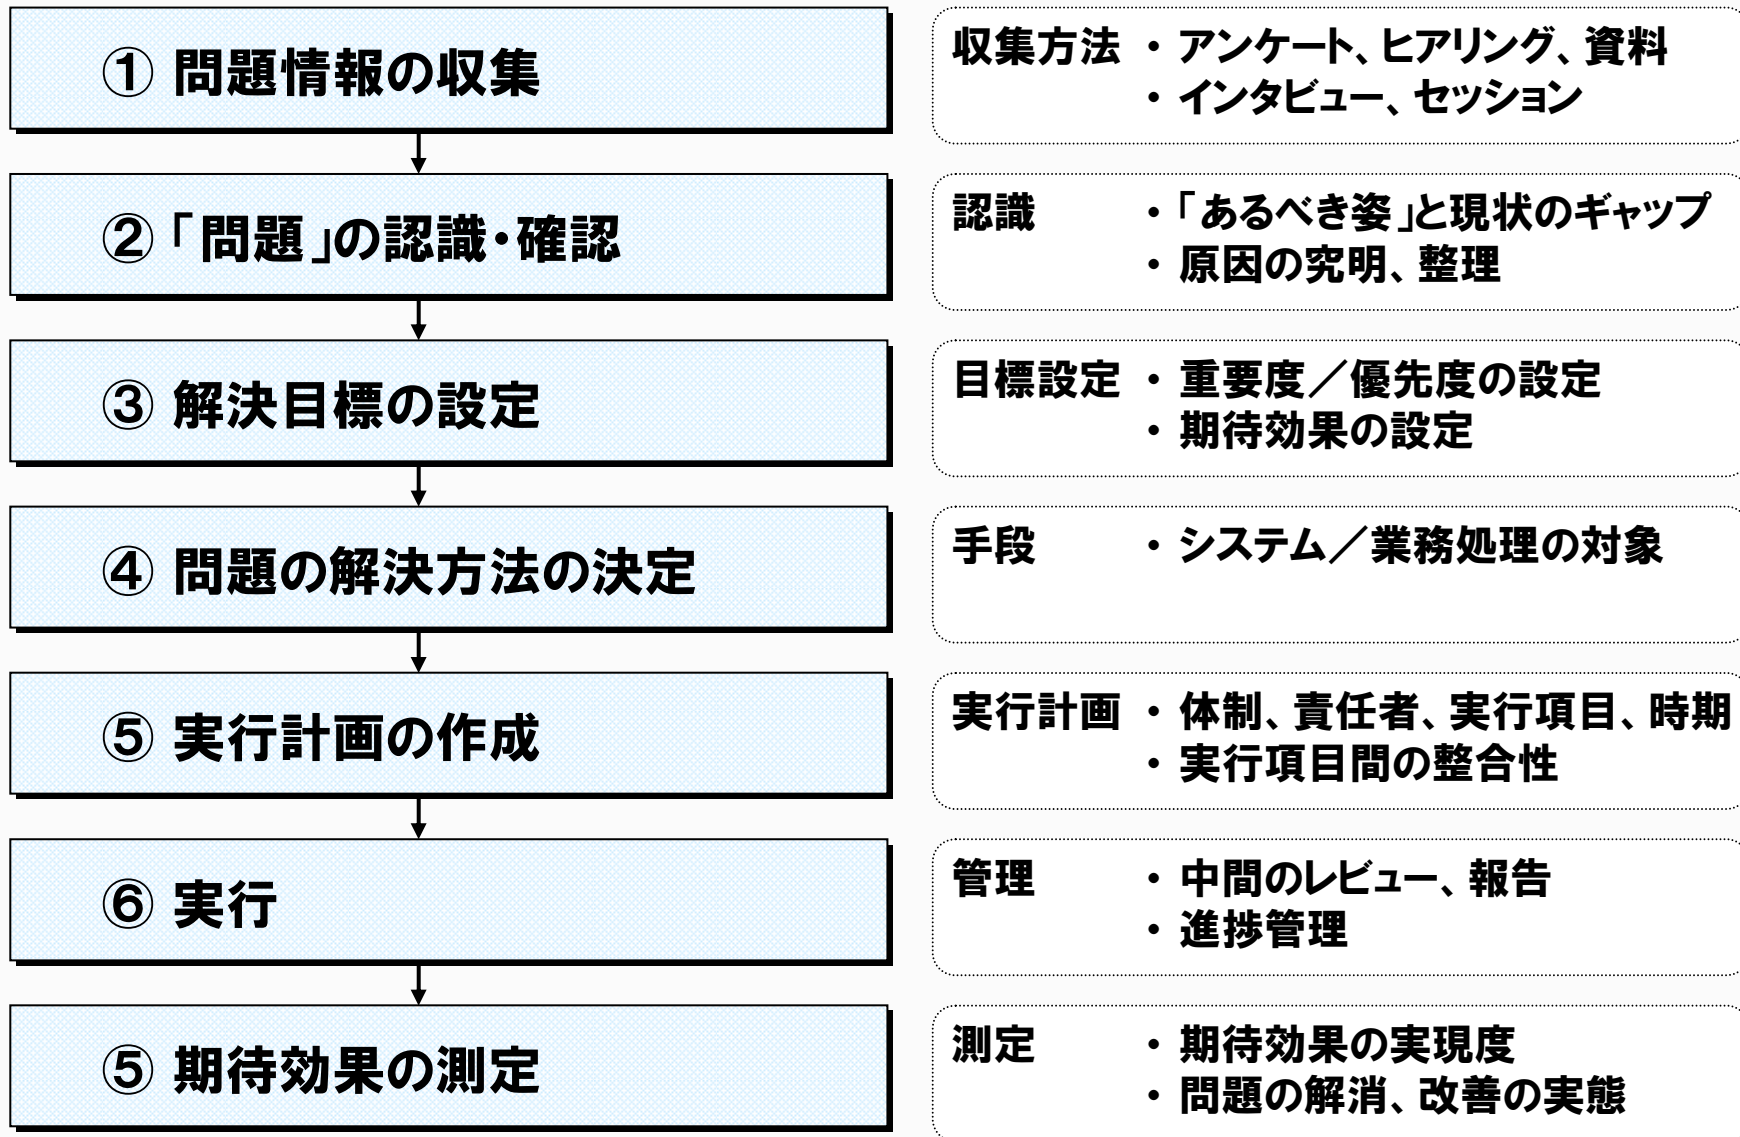 ① 問題情報の収集
収集方法 ・ アンケート、ヒアリング、資料
・ インタビュー、セッション
②「問題」の認識・確認
認識 ・「あるべき姿」と現状のギャップ
・ 原因の究明、整理
③ 解決目標の設定
目標設定 ・ 重要度／優先度の設定
・ 期待効果の設定
④ 問題の解決方法の決定
手段 ・ システム／業務処理の対象
⑤ 実行計画の作成
実行計画 ・ 体制、責任者、実行項目、時期
・ 実行項目間の整合性
⑥ 実行
管理 ・ 中間のレビュー、報告
・ 進捗管理
⑤ 期待効果の測定
測定 ・ 期待効果の実現度
・ 問題の解消、改善の実態